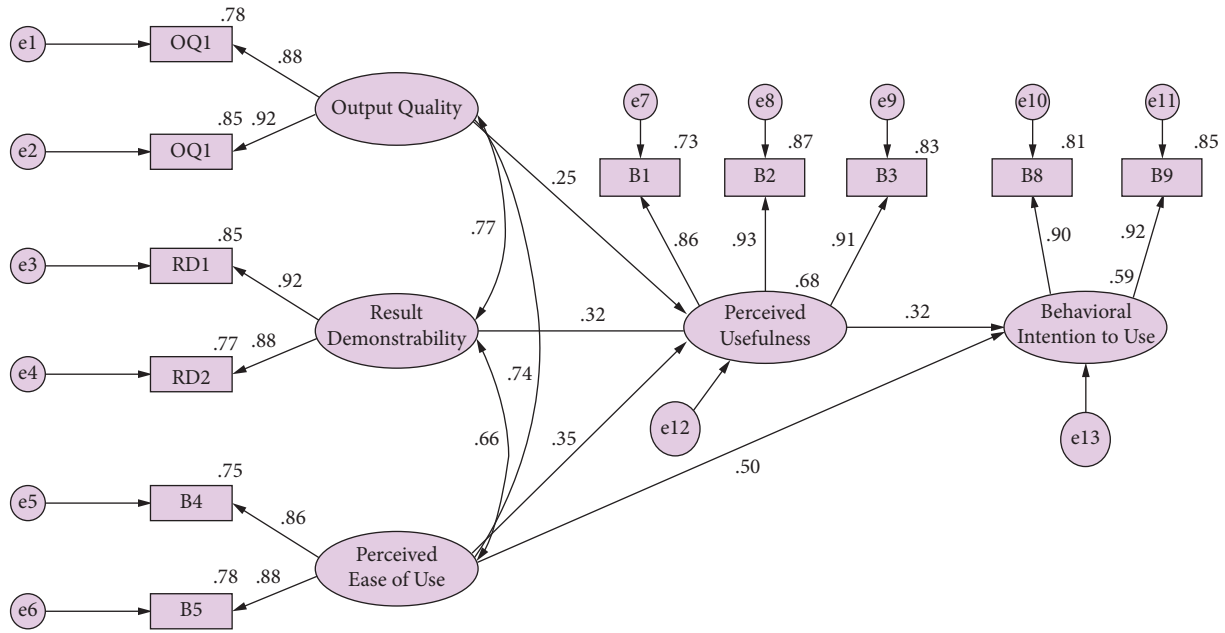 .78
e1
OQ1
.88
Output Quality
.85 .92
e2
OQ1
.85
e3
RD1
.92
Result
Demonstrability
.77 .88
e4
RD2
.75
e5
B4
.86
Perceived
Ease of Use
.78 .88
e6
B5
.77
.74
.66
.25
.32
.35
.50
e7
e8
e9
.73
.87
.83
B1
B2
B3
.86
.93
.91
.68
Perceived
Usefulness
e12
.32
e10
e11
.81
.85
B8
B9
.90
.92
.59
Behavioral
Intention to Use
e13